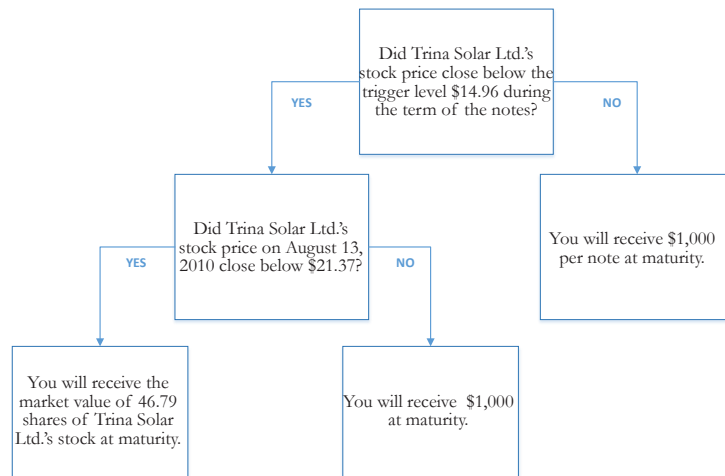 Did Trina Solar Ltd.'s
stock price close below the
trigger level $14.96 during
the term of the notes?
YES
NO
Did Trina Solar Ltd.'s
stock price on August 13,
2010 close below $21.37?
You will receive $1,000
per note at maturity.
YES
NO
You will receive the
market value of 46.79
shares of Trina Solar
Ltd.'s stock at maturity.
You will receive $1,000
at maturity.